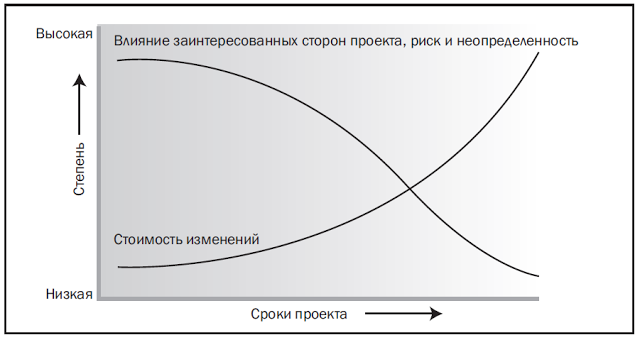 Высокая
Влияние заинтересованных сторон проекта, риск и неопределенность
Степень
Стоимость изменений
Низкая
Сроки проекта